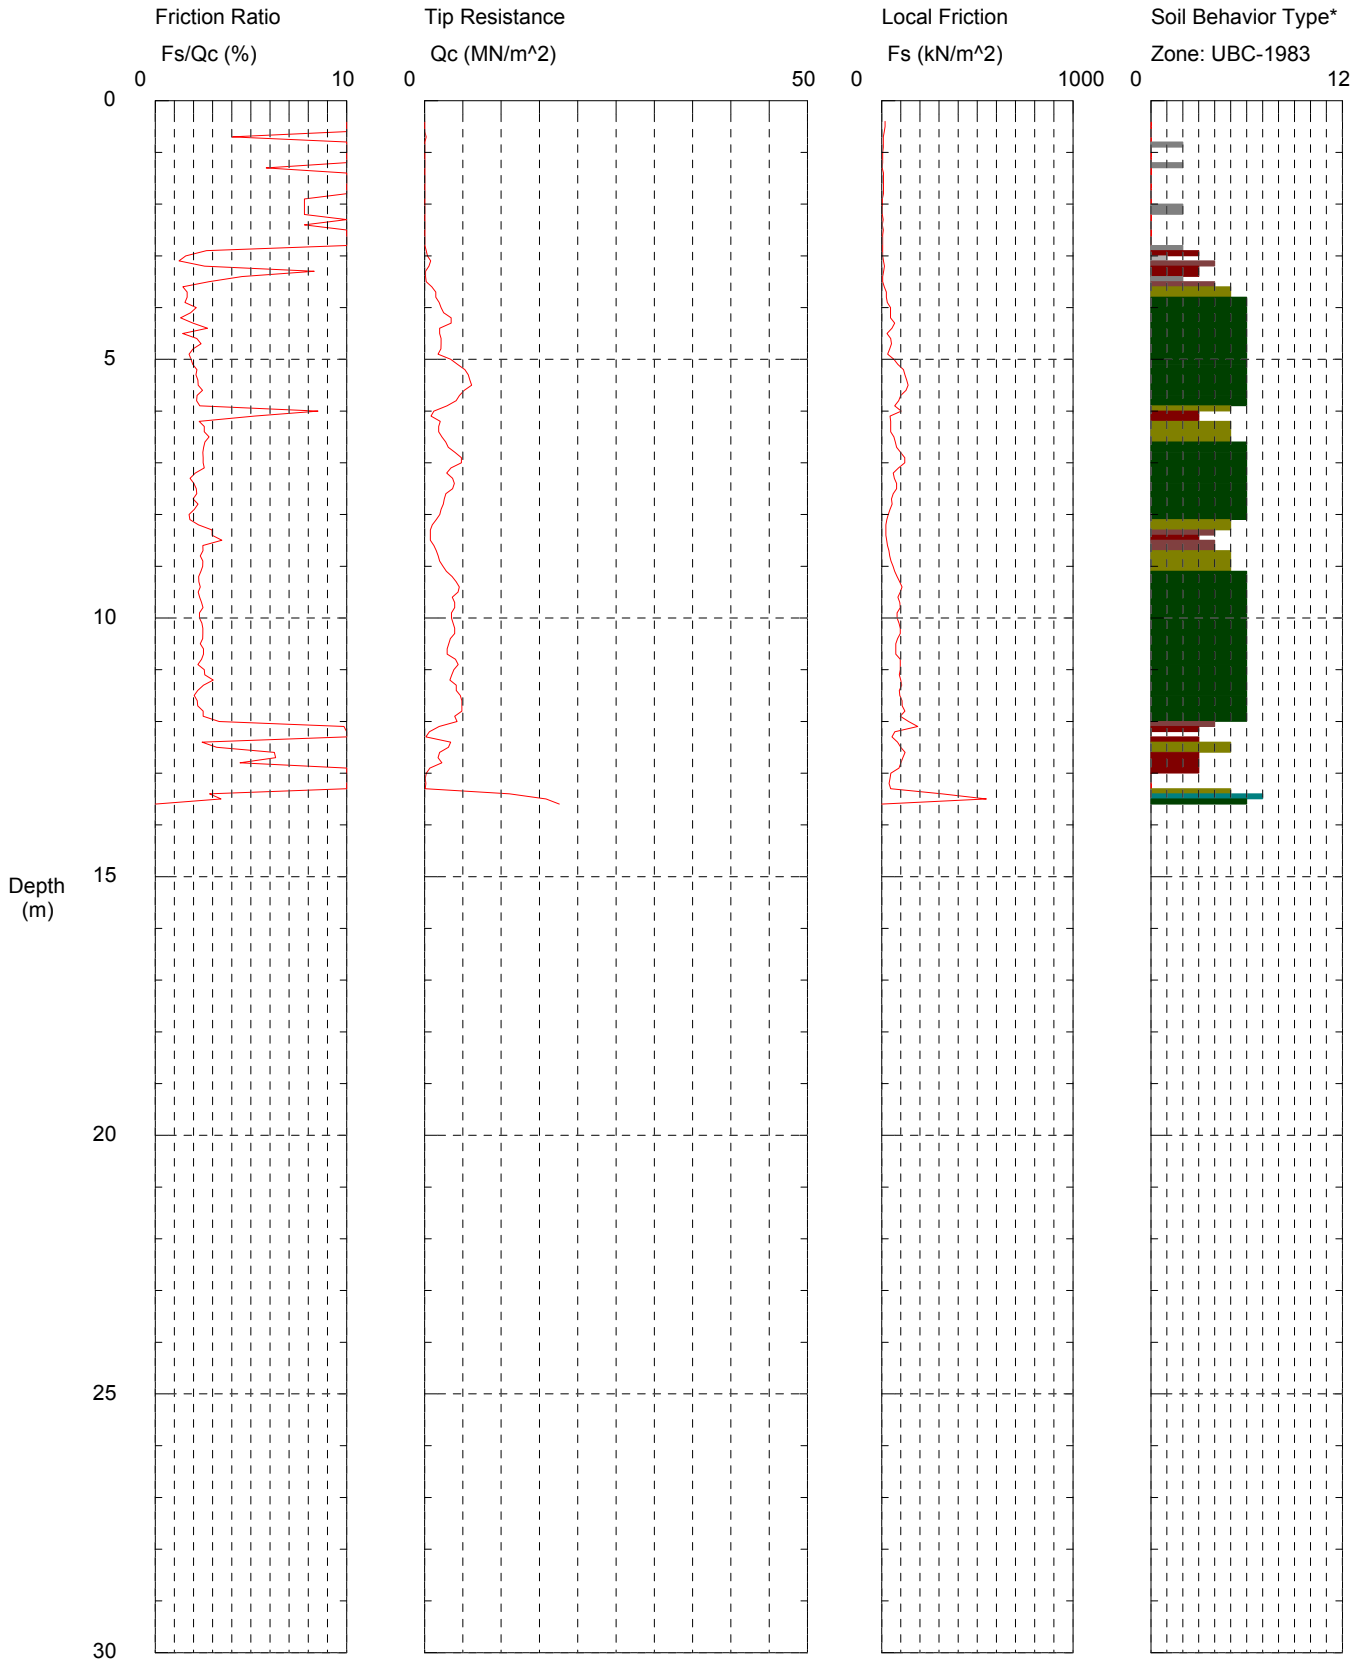 Friction Ratio
Tip Resistance
Local Friction
Soil Behavior Type*
Fs/Qc (%)
Qc (MN/m^2)
Fs (kN/m^2)
Zone: UBC-1983
0 10
0 50
0 1000
0 12
0
5
10
15
Depth
(m)
20
25
30